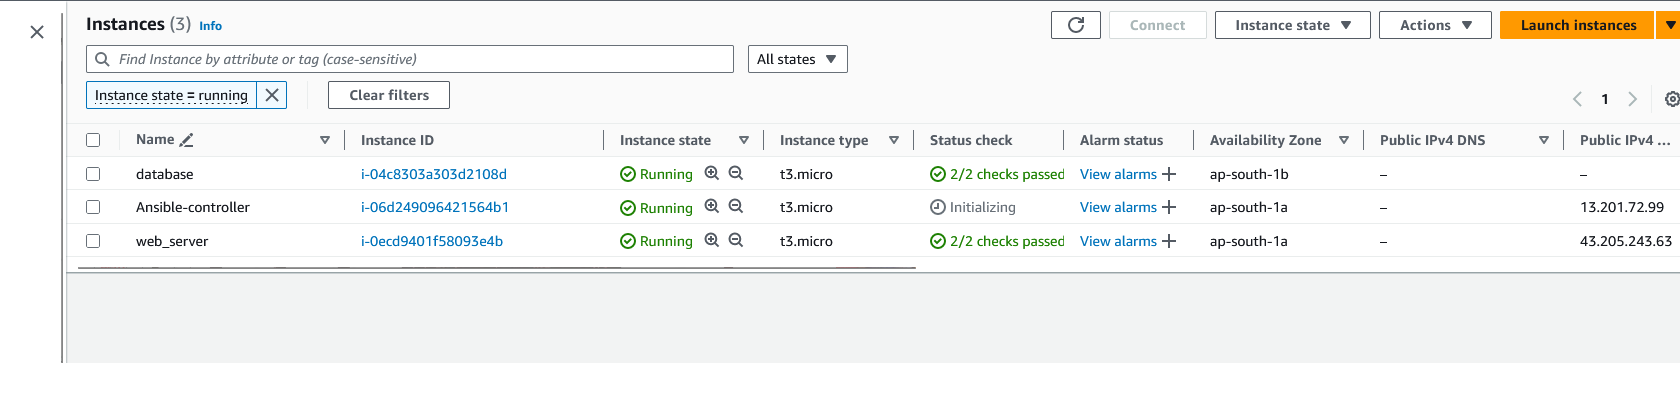 Instances (3) Info
Connect Instance state Actions Launch instances
Find Instance by attribute or tag (case-sensitive) All states
Instance state = running Clear filters
1
Name Instance ID Instance state Instance type Status check Alarm status Availability Zone Public IPv4 DNS Public IPv4 ...
database i-04c8303a303d2108d Running t3.micro 2/2 checks passed View alarms ap-south-1b – –
Ansible-controller i-06d249096421564b1 Running t3.micro Initializing View alarms ap-south-1a – 13.201.72.99
web_server i-0ecd9401f58093e4b Running t3.micro 2/2 checks passed View alarms ap-south-1a – 43.205.243.63